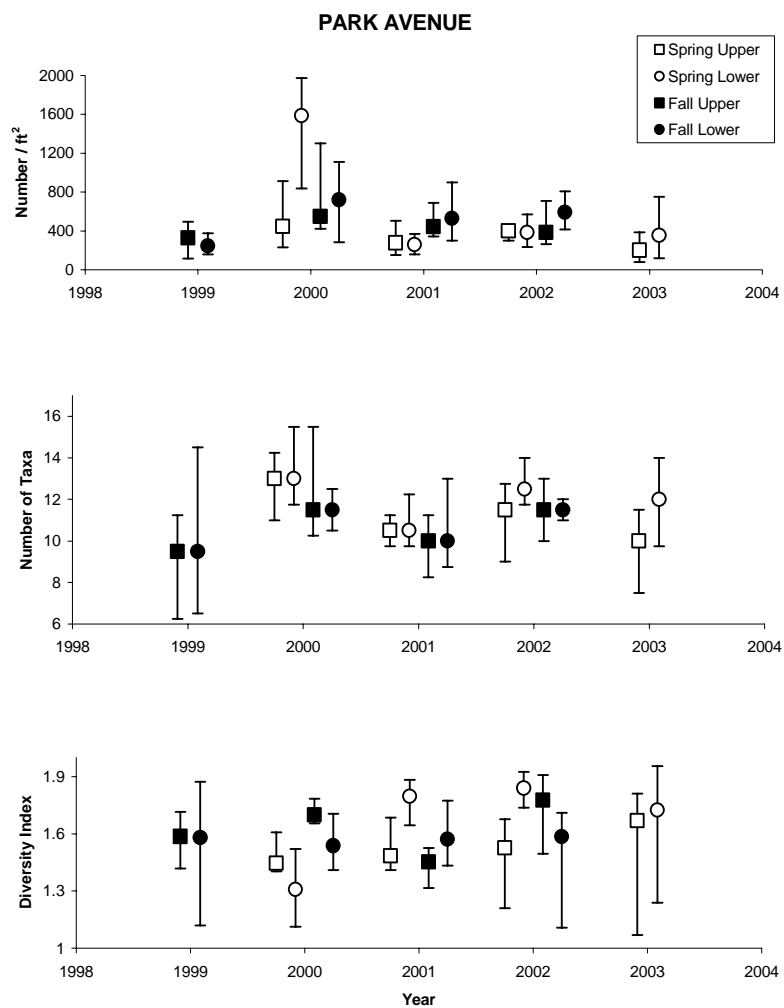 PARK AVENUE
Spring Upper
Spring Lower
Fall Upper
Fall Lower
Number / ft²
2000
1600
1200
800
400
0
1998 1999 2000 2001 2002 2003 2004
Number of Taxa
16
14
12
10
8
6
1998 1999 2000 2001 2002 2003 2004
Diversity Index
1.9
1.6
1.3
1
1998 1999 2000 2001 2002 2003 2004
Year